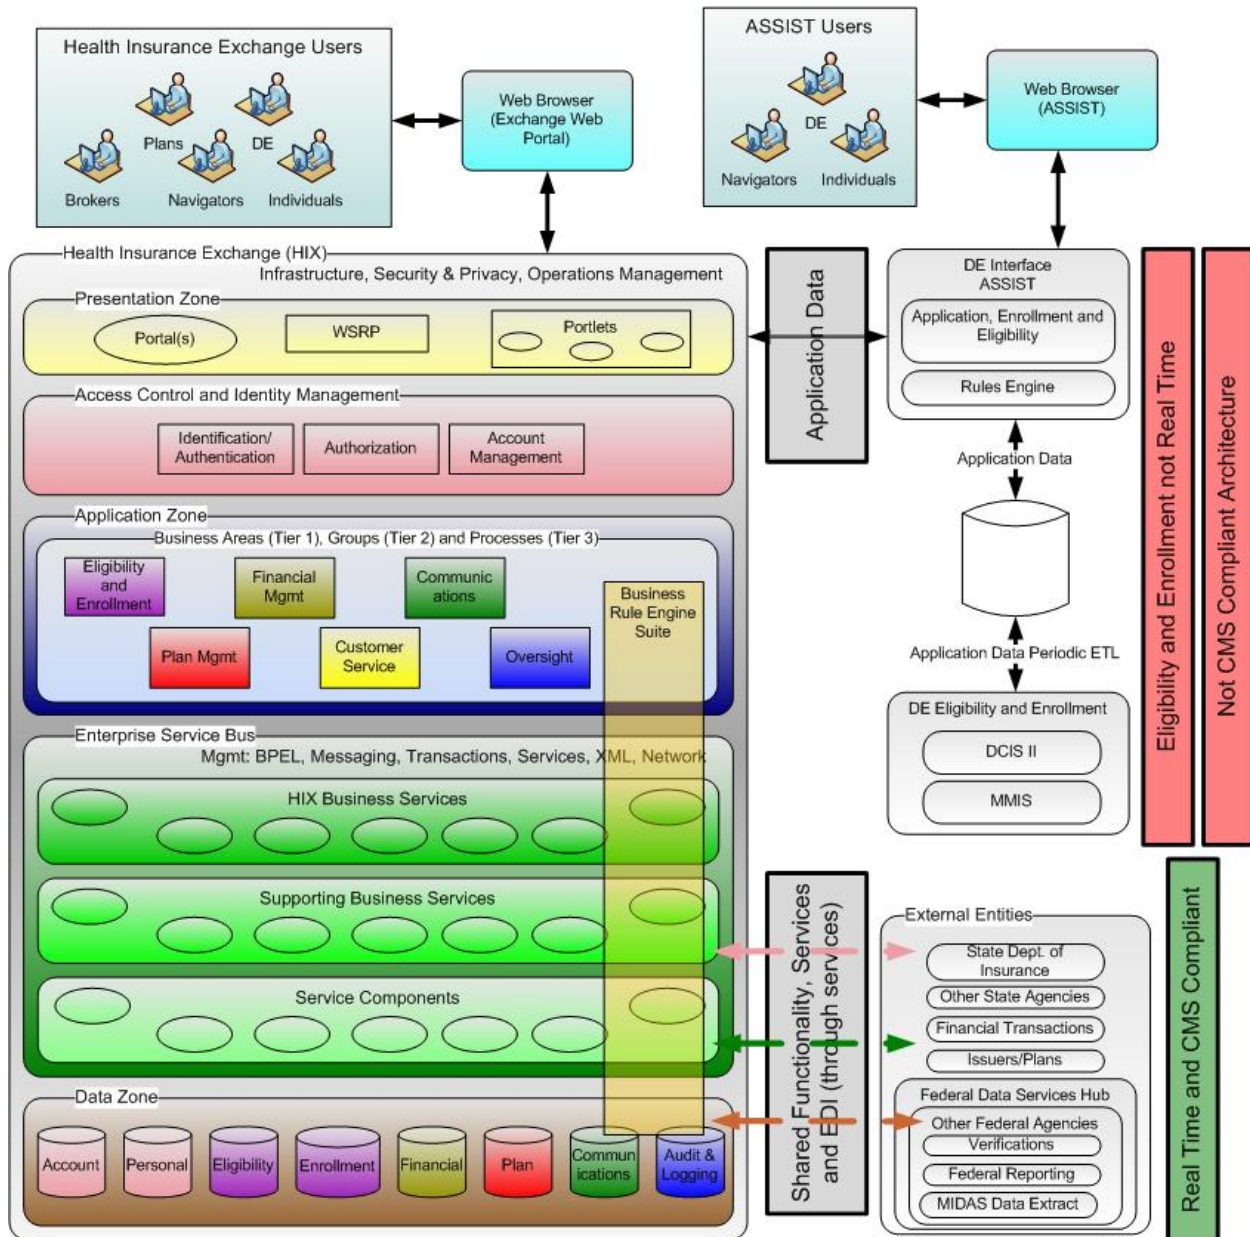 Health Insurance Exchange Users
Plans
DE
Brokers
Navigators
Individuals
Web Browser
(Exchange Web
Portal)
ASSIST Users
DE
Navigators
Individuals
Web Browser
(ASSIST)
Health Insurance Exchange (HIX)
Infrastructure, Security & Privacy, Operations Management
Presentation Zone
Portal(s)
WSRP
Portlets
Access Control and Identity Management
Identification/
Authentication
Authorization
Account
Management
Application Zone
Business Areas (Tier 1), Groups (Tier 2) and Processes (Tier 3)
Eligibility
and
Enrollment
Financial
Mgmt
Communic
ations
Business
Rule Engine
Suite
Plan Mgmt
Customer
Service
Oversight
Enterprise Service Bus
Mgmt: BPEL, Messaging, Transactions, Services, XML, Network
HIX Business Services
Supporting Business Services
Service Components
Data Zone
Account
Personal
Eligibility
Enrollment
Financial
Plan
Commun
ications
Audit &
Logging
Application Data
DE Interface
ASSIST
Application, Enrollment and
Eligibility
Rules Engine
Application Data
Application Data Periodic ETL
DE Eligibility and Enrollment
DCIS II
MMIS
Eligibility and Enrollment not Real Time
Not CMS Compliant Architecture
Shared Functionality, Services
and EDI (through services)
External Entities
State Dept. of
Insurance
Other State Agencies
Financial Transactions
Issuers/Plans
Federal Data Services Hub
Other Federal Agencies
Verifications
Federal Reporting
MIDAS Data Extract
Real Time and CMS Compliant